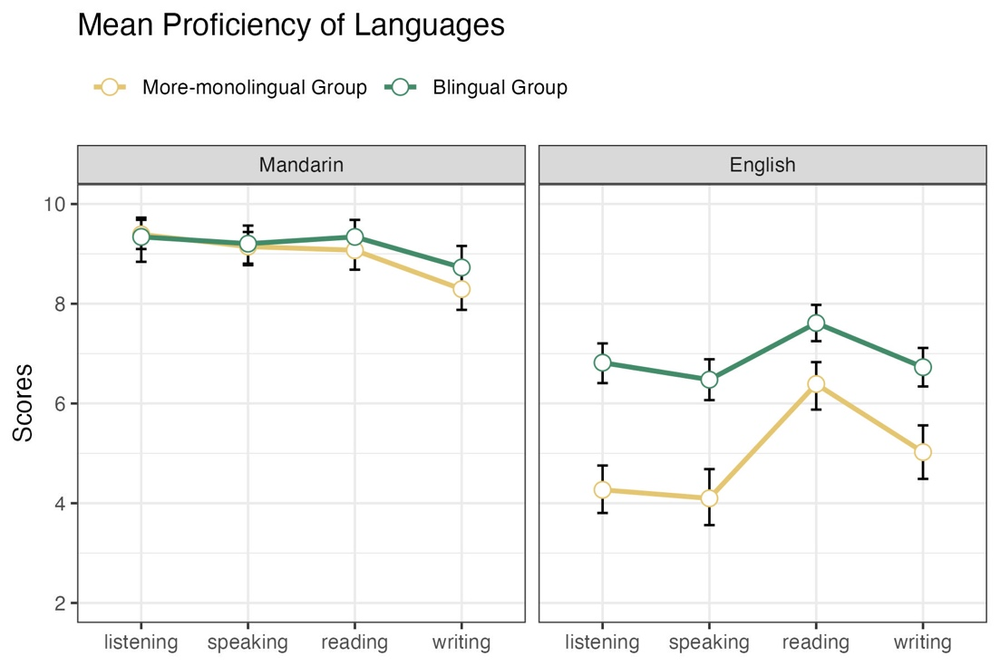 Mean Proficiency of Languages
More-monolingual Group Blingual Group
Mandarin English
Scores
10
8
6
4
2
listening speaking reading writing listening speaking reading writing